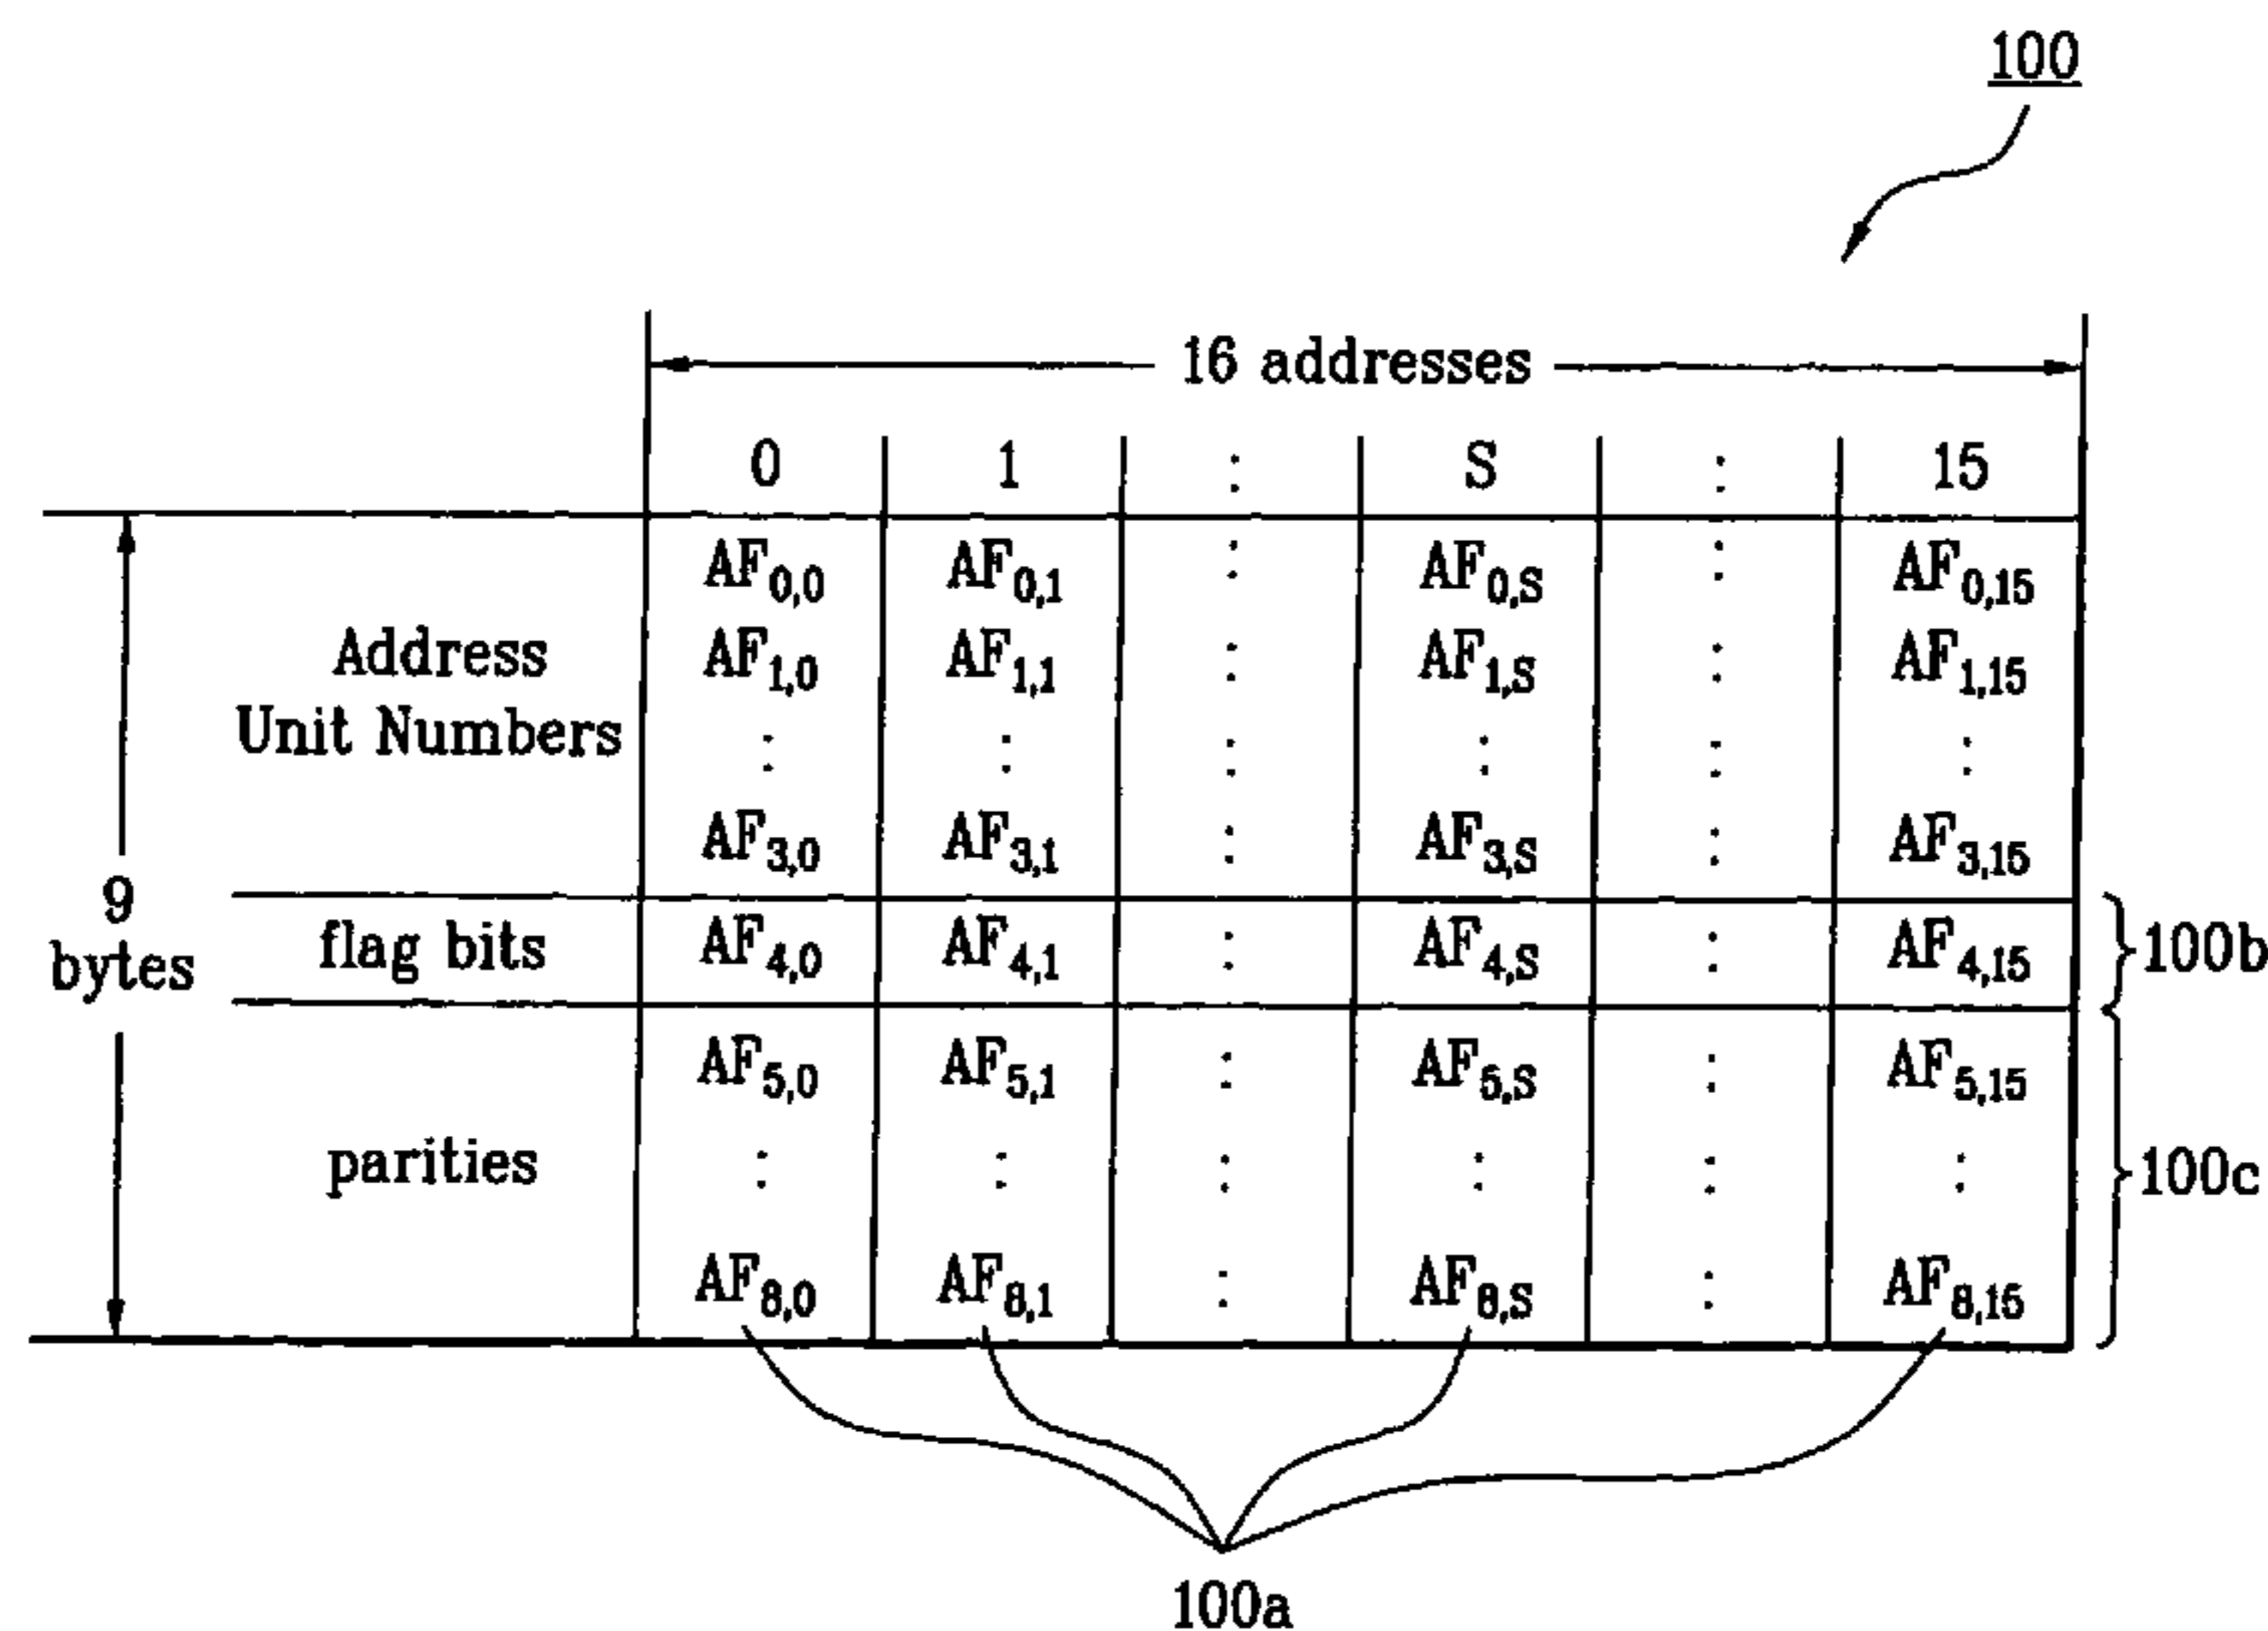 100
16 addresses
0 1 : S : 15
AF0,0 AF0,1 : AF0,S : AF0,15
Address AF1,0 AF1,1 : AF1,S : AF1,15
Unit Numbers : : : : : :
AF3,0 AF3,1 : AF3,S : AF3,15
9
bytes
flag bits AF4,0 AF4,1 : AF4,S : AF4,15 100b
AF5,0 AF5,1 : AF5,S : AF5,15
parities : : : : : : 100c
AF8,0 AF8,1 : AF8,S : AF8,15
100a